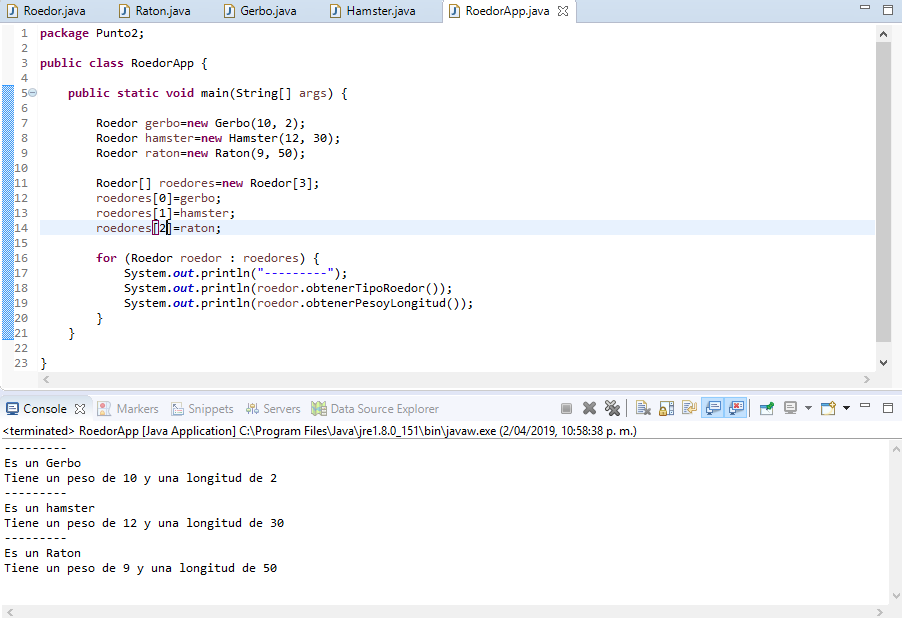 Roedor.java Raton.java Gerbo.java Hamster.java RoedorApp.java
1 package Punto2;
2
3 public class RoedorApp {
4
5 public static void main(String[] args) {
6
7 Roedor gerbo=new Gerbo(10, 2);
8 Roedor hamster=new Hamster(12, 30);
9 Roedor raton=new Raton(9, 50);
10
11 Roedor[] roedores=new Roedor[3];
12 roedores[0]=gerbo;
13 roedores[1]=hamster;
14 roedores[2]=raton;
15
16 for (Roedor roedor : roedores) {
17 System.out.println("---------");
18 System.out.println(roedor.obtenerTipoRoedor());
19 System.out.println(roedor.obtenerPesoyLongitud());
20 }
21 }
22
23 }
Console Markers Snippets Servers Data Source Explorer
<terminated> RoedorApp [Java Application] C:\Program Files\Java\jre1.8.0_151\bin\javaw.exe (2/04/2019, 10:58:38 p. m.)
---------
Es un Gerbo
Tiene un peso de 10 y una longitud de 2
---------
Es un hamster
Tiene un peso de 12 y una longitud de 30
---------
Es un Raton
Tiene un peso de 9 y una longitud de 50